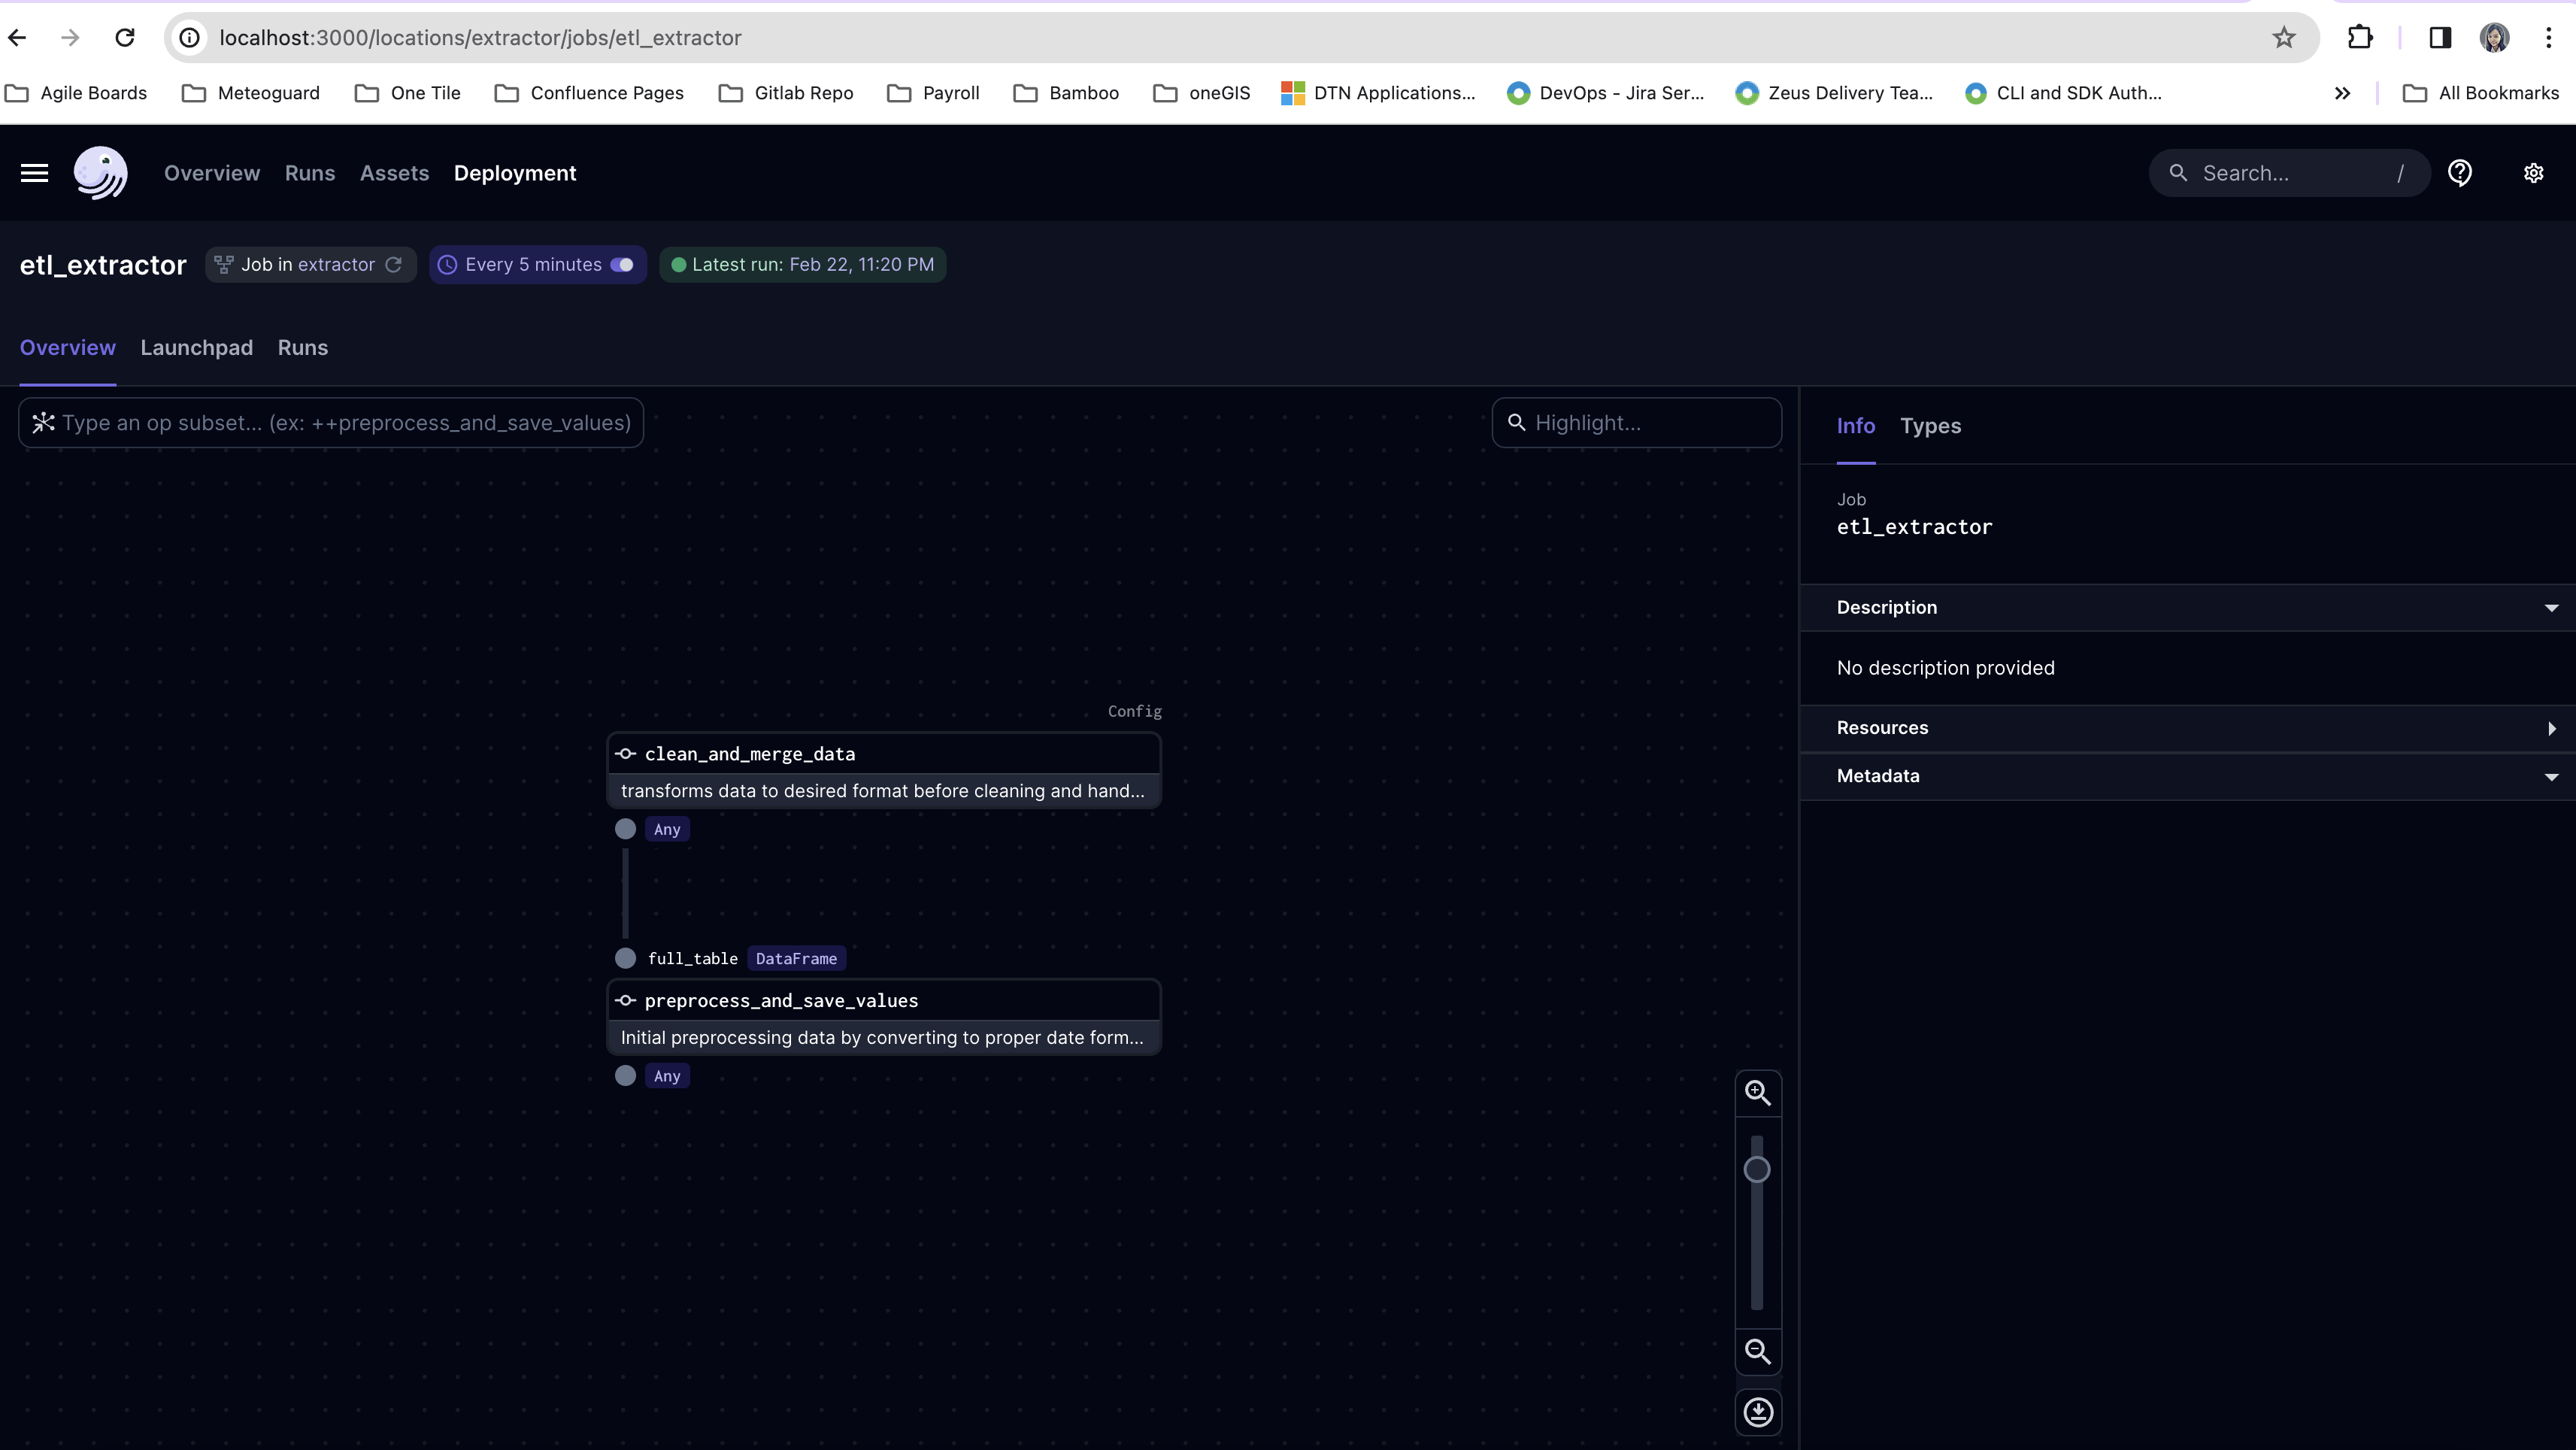 localhost:3000/locations/extractor/jobs/etl_extractor
Agile Boards Meteoguard One Tile Confluence Pages Gitlab Repo Payroll Bamboo oneGIS DTN Applications... DevOps - Jira Ser... Zeus Delivery Tea... CLI and SDK Auth... All Bookmarks
Overview Runs Assets Deployment Search... /
etl_extractor Job in extractor Every 5 minutes Latest run: Feb 22, 11:20 PM
Overview Launchpad Runs
Type an op subset... (ex: ++preprocess_and_save_values) Highlight...
Info Types
Job
etl_extractor
Description
No description provided
Resources
Metadata
Config
clean_and_merge_data
transforms data to desired format before cleaning and hand...
Any
full_table DataFrame
preprocess_and_save_values
Initial preprocessing data by converting to proper date form...
Any